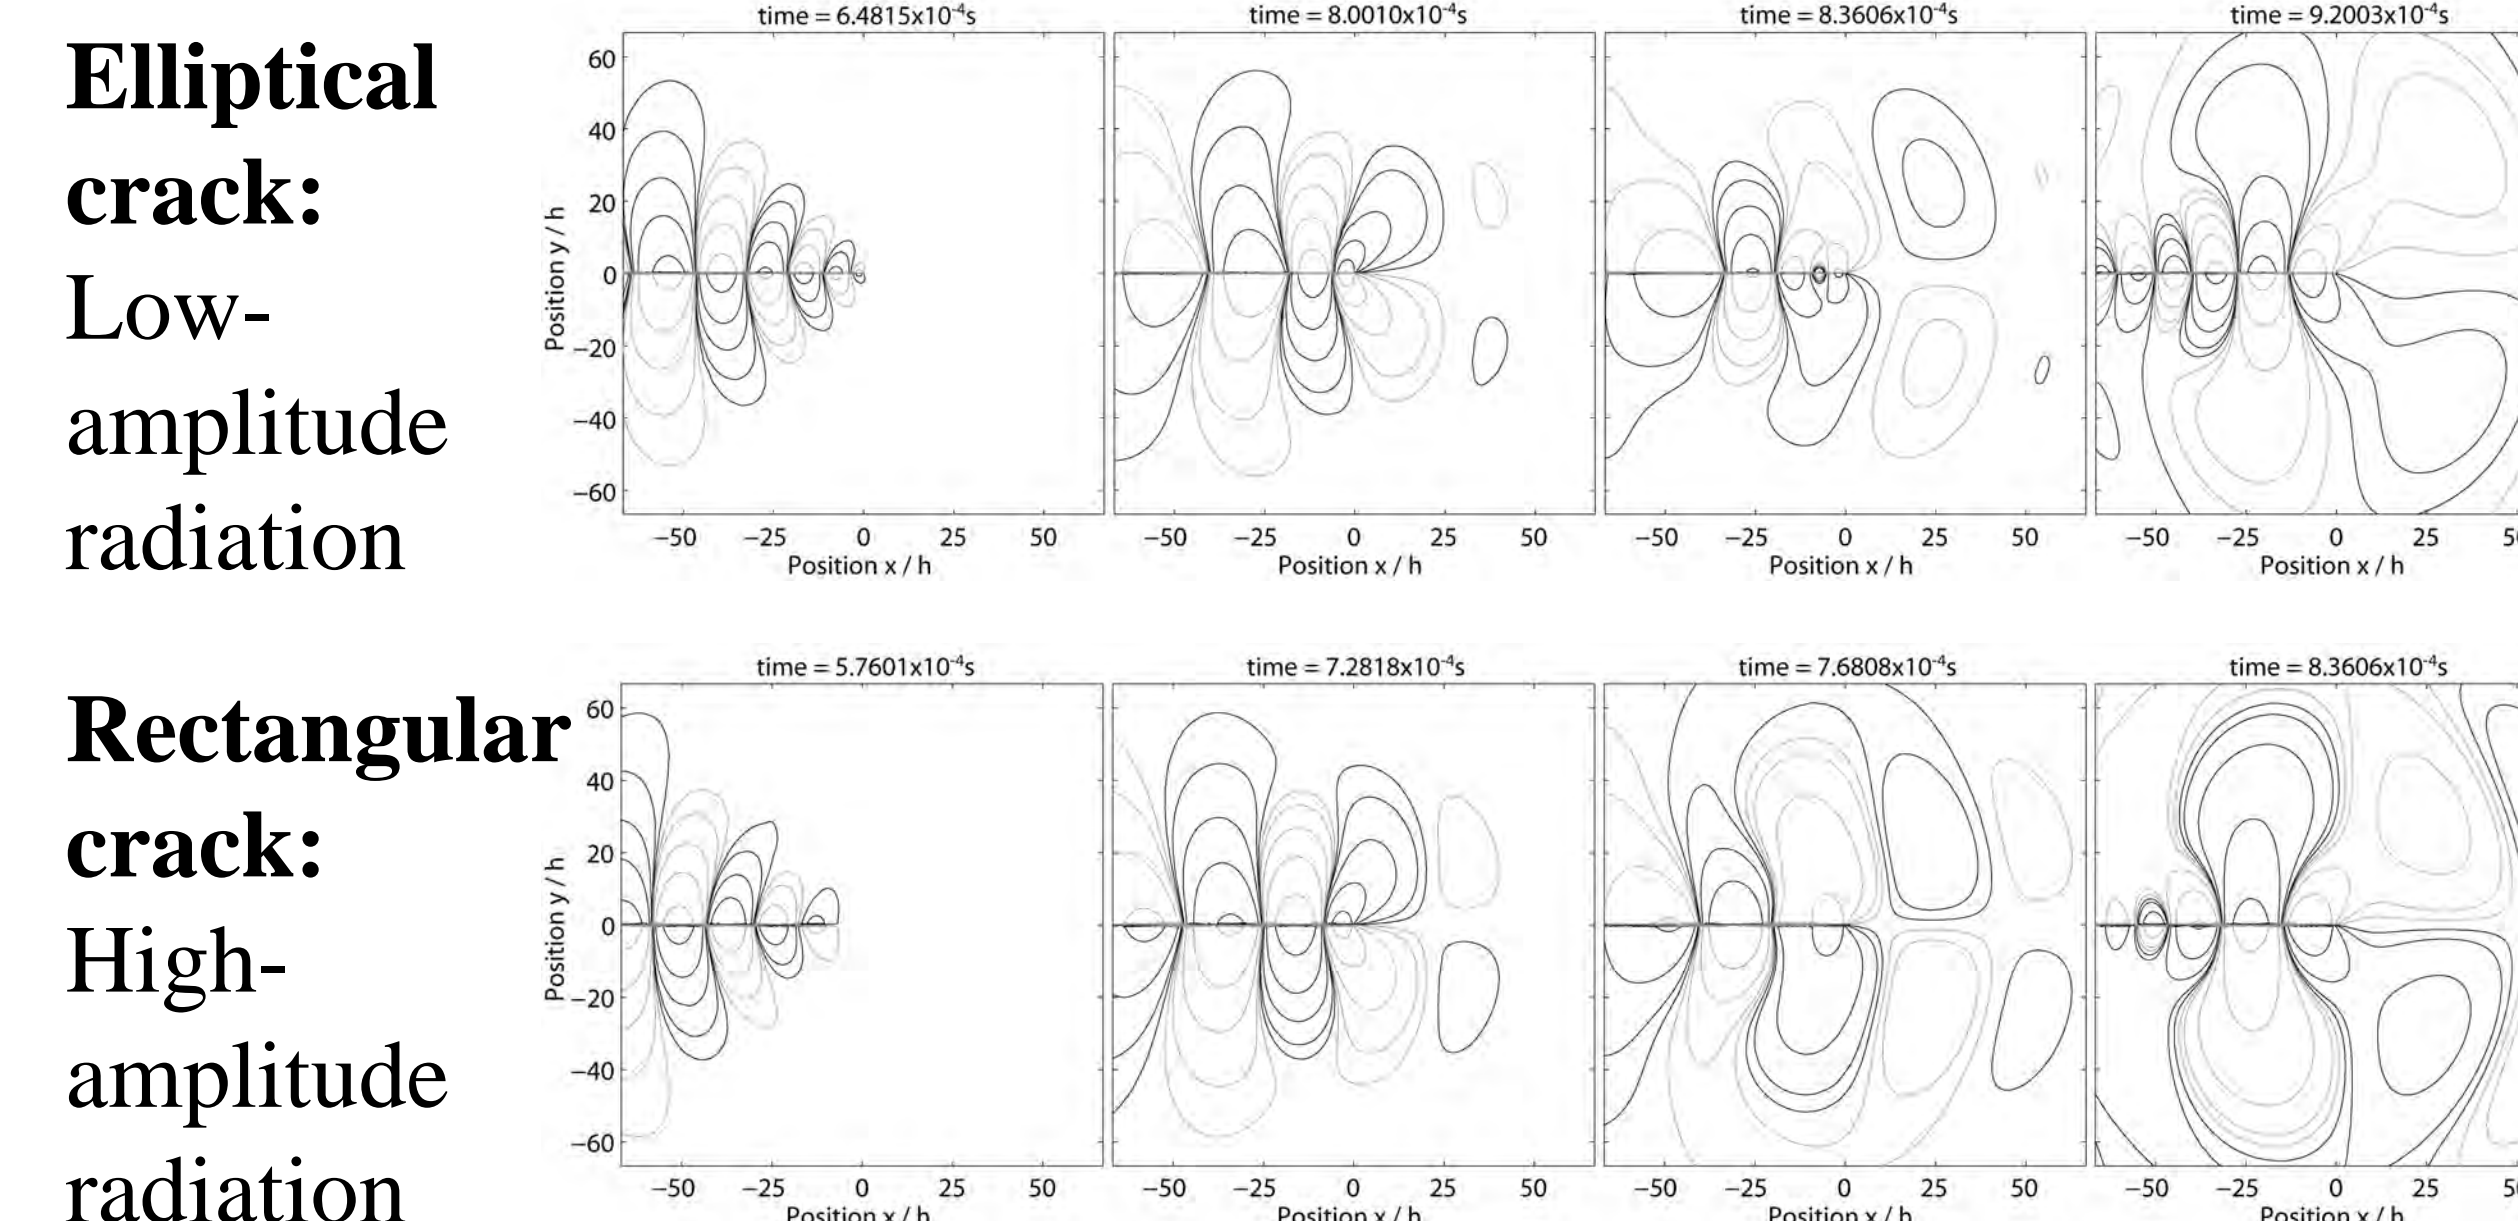 Elliptical
crack:
Low-
amplitude
radiation
time = 6.4815x10-4s
time = 8.0010x10-4s
time = 8.3606x10-4s
time = 9.2003x10-4s
Position y / h
60
40
20
0
−20
−40
−60
−50 −25 0 25 50
−50 −25 0 25 50
−50 −25 0 25 50
−50 −25 0 25
Position x / h
Position x / h
Position x / h
Position x / h
Rectangular
crack:
High-
amplitude
radiation
time = 5.7601x10-4s
time = 7.2818x10-4s
time = 7.6808x10-4s
time = 8.3606x10-4s
Position y / h
60
40
20
0
−20
−40
−60
−50 −25 0 25 50
−50 −25 0 25 50
−50 −25 0 25 50
−50 −25 0 25
Position x / h
Position x / h
Position x / h
Position x / h